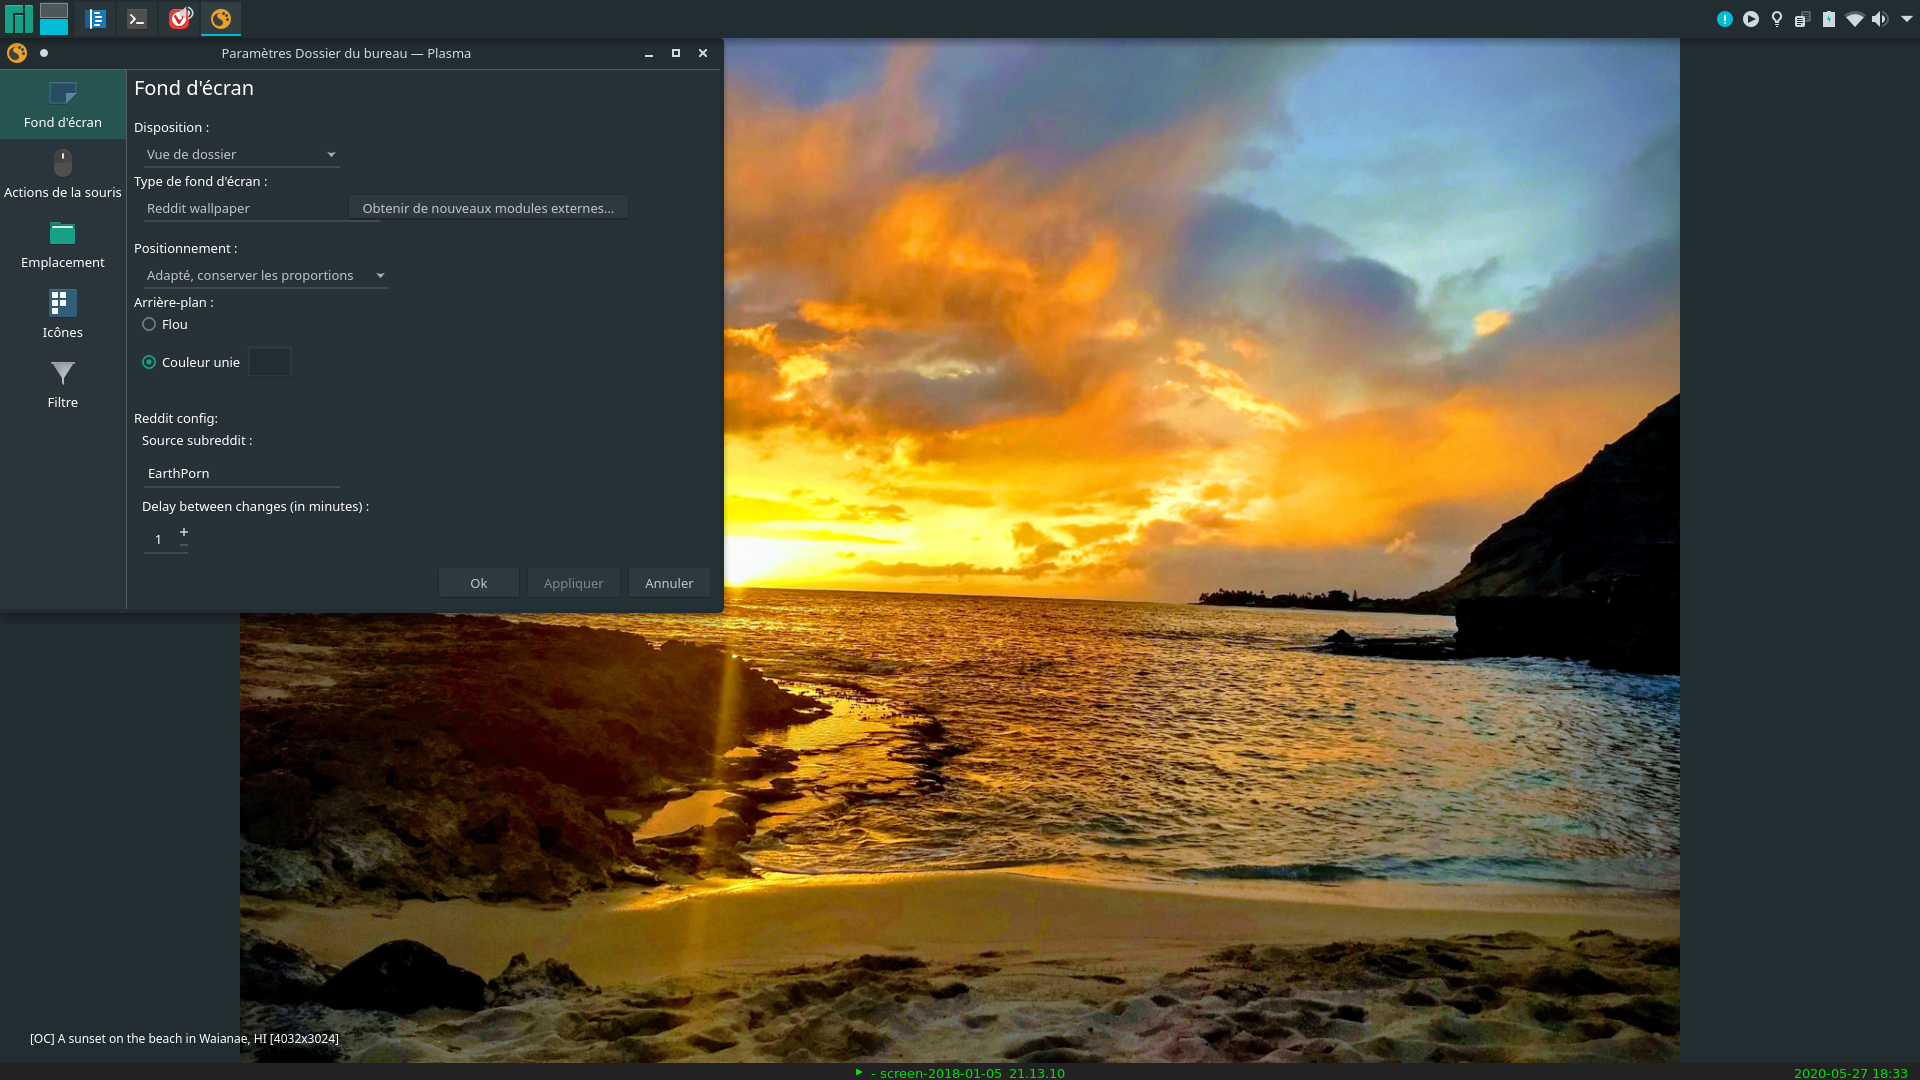 Paramètres Dossier du bureau — Plasma
Fond d'écran
Actions de la souris
Emplacement
Icônes
Filtre
Fond d'écran
Disposition :
Vue de dossier
Type de fond d'écran :
Reddit wallpaper
Obtenir de nouveaux modules externes...
Positionnement :
Adapté, conserver les proportions
Arrière-plan :
Flou
Couleur unie
Reddit config:
Source subreddit :
EarthPorn
Delay between changes (in minutes) :
1
Ok
Appliquer
Annuler
[OC] A sunset on the beach in Waianae, HI [4032x3024]
- screen-2018-01-05_21.13.10
2020-05-27 18:33